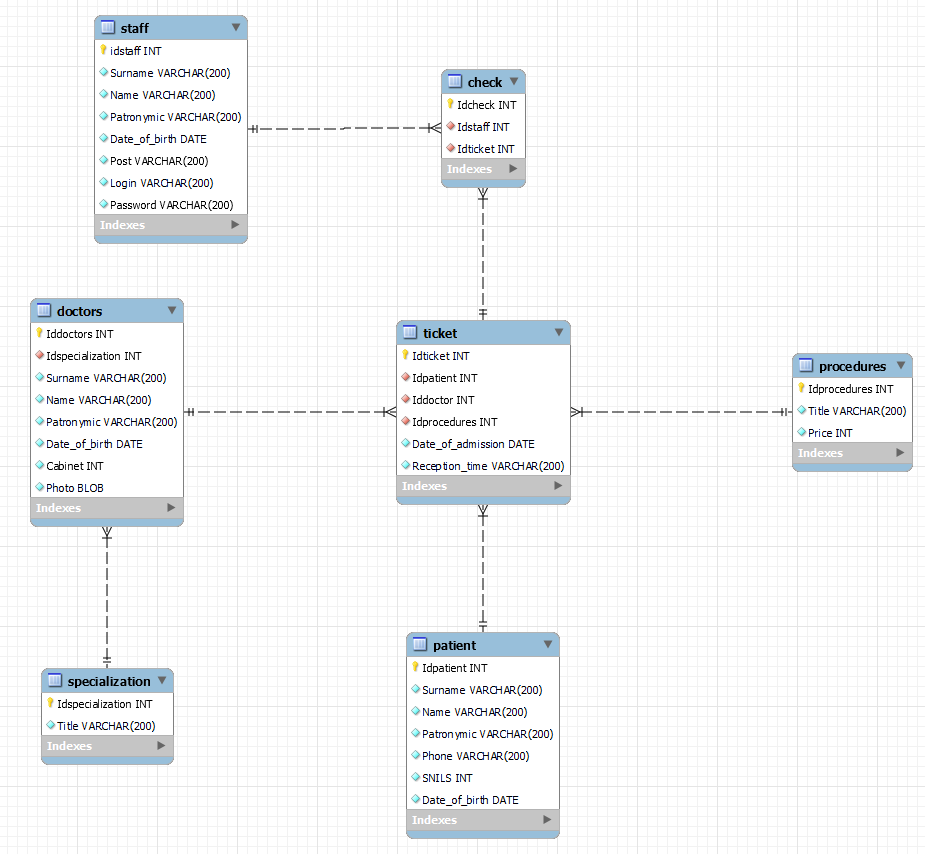 staff
idstaff INT
Surname VARCHAR(200)
Name VARCHAR(200)
Patronymic VARCHAR(200)
Date_of_birth DATE
Post VARCHAR(200)
Login VARCHAR(200)
Password VARCHAR(200)
Indexes
check
Idcheck INT
Idstaff INT
Idticket INT
Indexes
doctors
Iddoctors INT
Idspecialization INT
Surname VARCHAR(200)
Name VARCHAR(200)
Patronymic VARCHAR(200)
Date_of_birth DATE
Cabinet INT
Photo BLOB
Indexes
ticket
Idticket INT
Idpatient INT
Iddoctor INT
Idprocedures INT
Date_of_admission DATE
Reception_time VARCHAR(200)
Indexes
procedures
Idprocedures INT
Title VARCHAR(200)
Price INT
Indexes
specialization
Idspecialization INT
Title VARCHAR(200)
Indexes
patient
Idpatient INT
Surname VARCHAR(200)
Name VARCHAR(200)
Patronymic VARCHAR(200)
Phone VARCHAR(200)
SNILS INT
Date_of_birth DATE
Indexes